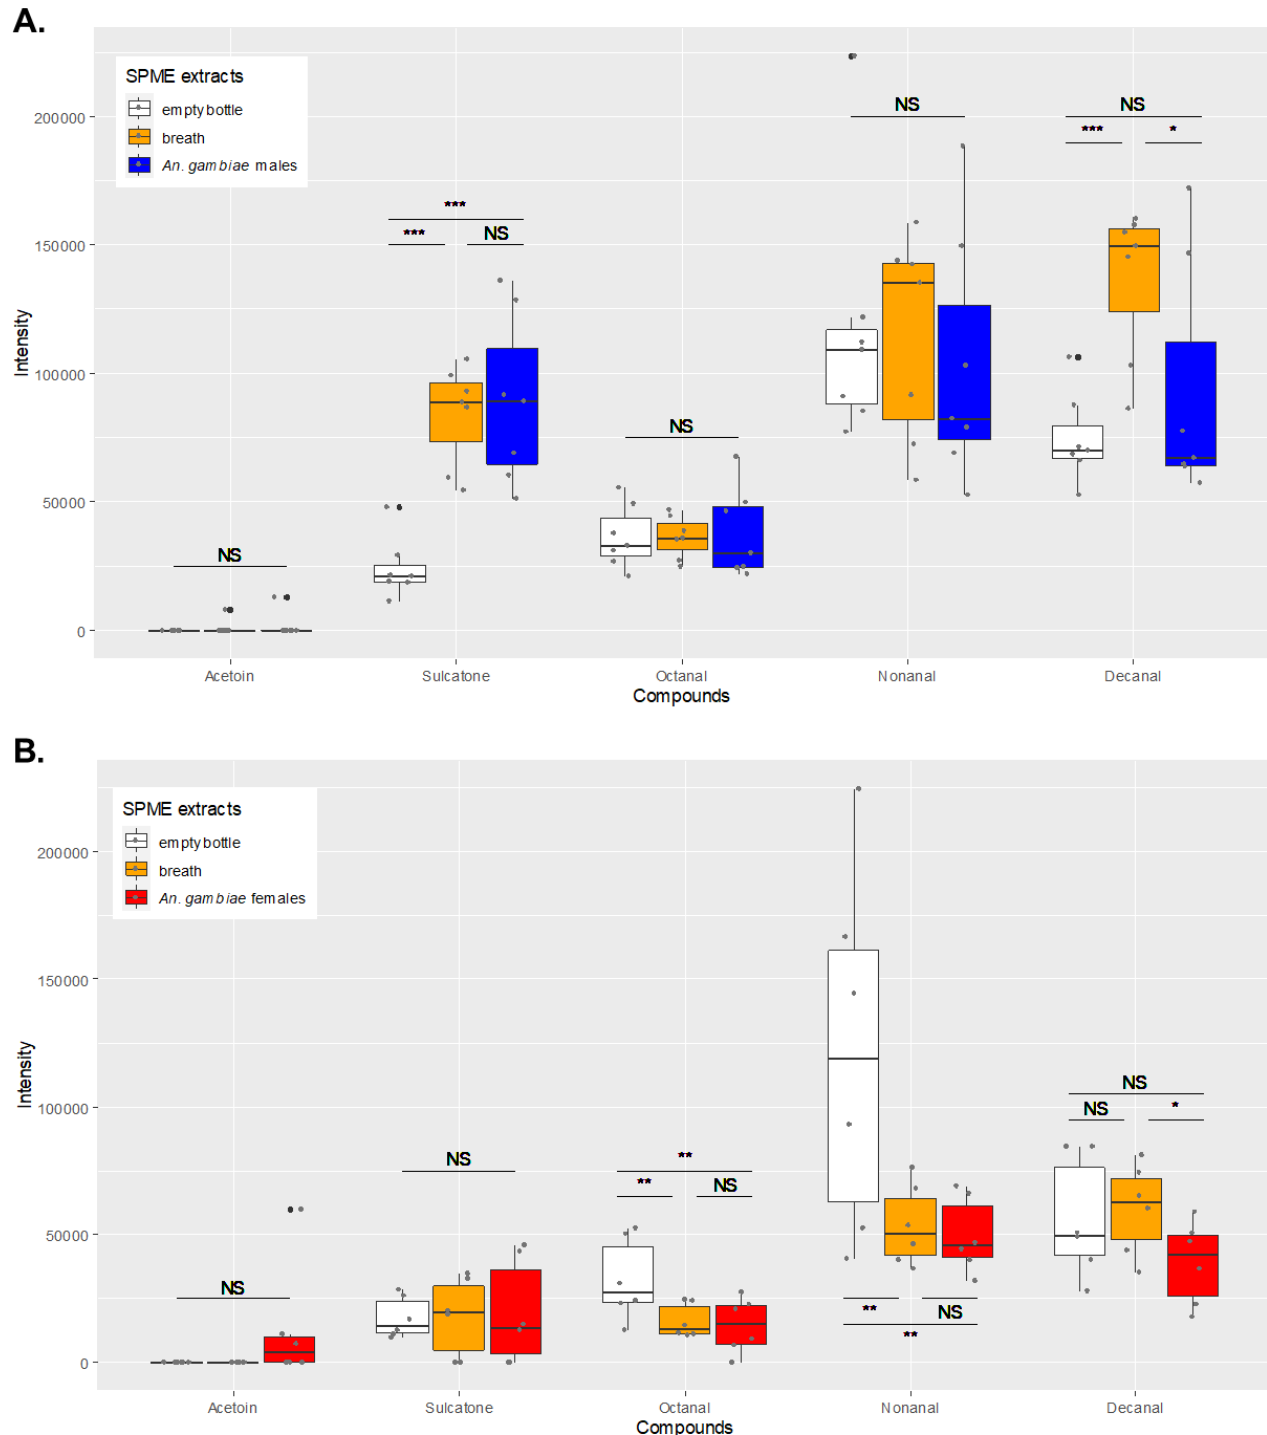 A.
SPME extracts
empty bottle
breath
An. gambiae males
NS
NS
***
*
***
***
NS
NS
NS
Intensity
200000
150000
100000
50000
0
Acetoin
Sulcatone
Octanal
Nonanal
Decanal
Compounds
B.
SPME extracts
empty bottle
breath
An. gambiae females
NS
NS
*
NS
**
**
NS
NS
**
NS
**
Intensity
200000
150000
100000
50000
0
Acetoin
Sulcatone
Octanal
Nonanal
Decanal
Compounds